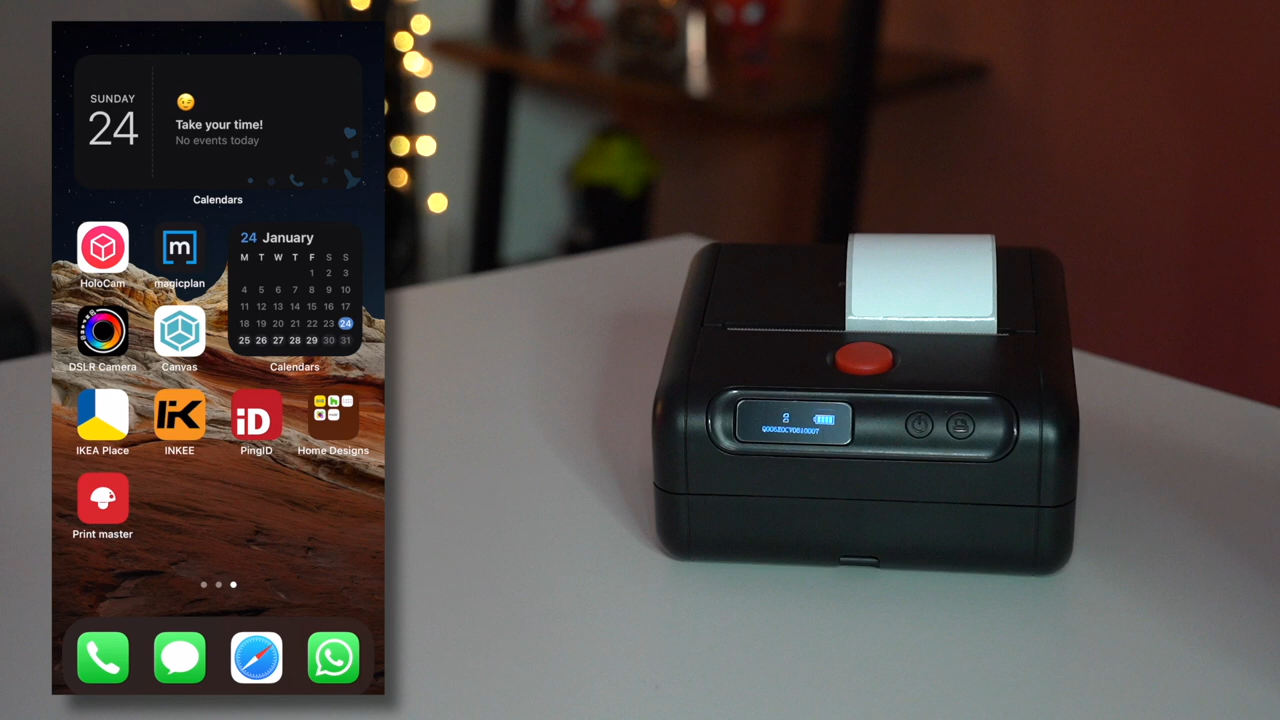 SUNDAY
24
Take your time!
No events today
Calendars
24 January
M T W T F S S
1 2 3
4 5 6 7 8 9 10
11 12 13 14 15 16 17
18 19 20 21 22 23 24
25 26 27 28 29 30 31
HoloCam
m
magicplan
DSLR Camera
Canvas
Calendars
IKEA Place
iK
INKEE
iD
PingID
Home Designs
Print master